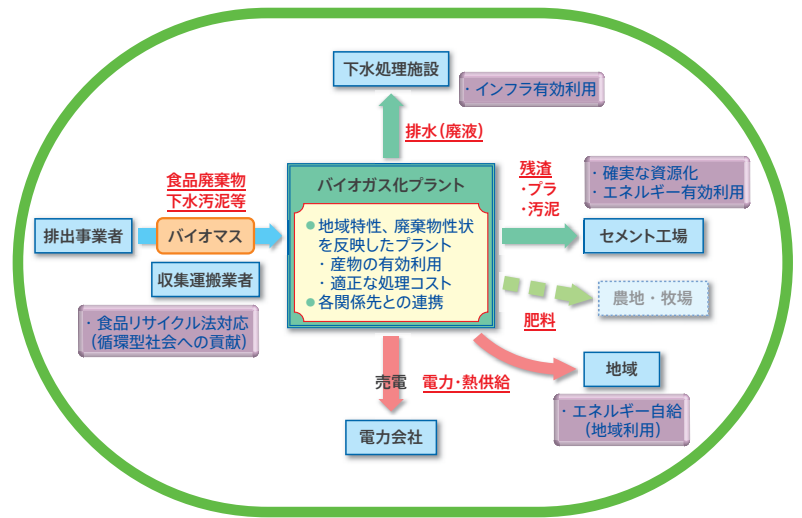 下水処理施設
・インフラ有効利用
排水(廃液)
食品廃棄物
下水汚泥等
バイオガス化プラント
残渣
・プラ
・汚泥
・確実な資源化
・エネルギー有効利用
排出事業者
バイオマス
●地域特性、廃棄物性状
を反映したプラント
・産物の有効利用
・適正な処理コスト
●各関係先との連携
セメント工場
収集運搬業者
農地・牧場
・食品リサイクル法対応
(循環型社会への貢献)
肥料
売電
電力・熱供給
地域
・エネルギー自給
(地域利用)
電力会社